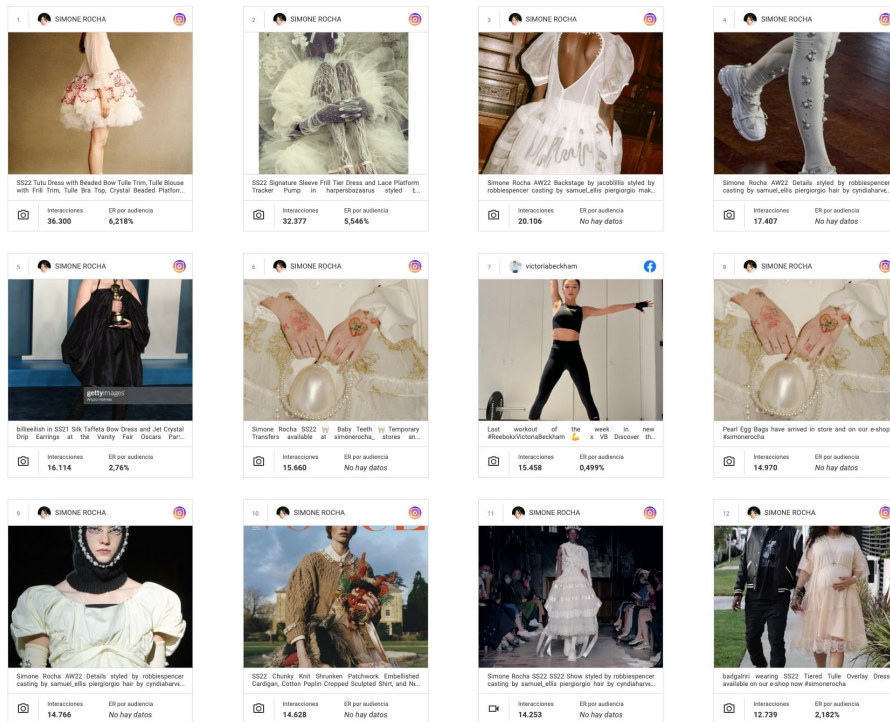 1 SIMONE ROCHA
SS22 Tutu Dress with Beaded Bow Tulle Trim, Tulle Blouse
with Frill Trim, Tulle Bra Top, Crystal Beaded Platfon...
Interacciones ER por audiencia
36.300 6,218%
2 SIMONE ROCHA
SS22 Signature Sleeve Frill Tier Dress and Lace Platform
Tracker Pump in harpersbazaarus styled t...
Interacciones ER por audiencia
32.377 5,546%
3 SIMONE ROCHA
Simone Rocha AW22 Backstage by jacobllilis styled by
robbiespencer casting by samuel_ellis piergiorgio mak...
Interacciones ER por audiencia
20.106 No hay datos
4 SIMONE ROCHA
Simone Rocha AW22 Details styled by robbiespencer
casting by samuel_ellis piergiorgio hair by cyndiaharve...
Interacciones ER por audiencia
17.407 No hay datos
5 SIMONE ROCHA
gettyimages
billieeilish in SS21 Silk Taffeta Bow Dress and Jet Crystal
Drip Earrings at the Vanity Fair Oscars Pari...
Interacciones ER por audiencia
16.114 2,76%
6 SIMONE ROCHA
Simone Rocha SS22 🦷 Baby Teeth 🦷 Temporary
Transfers available at simonerocha_ stores an...
Interacciones ER por audiencia
15.660 No hay datos
7 victoriabeckham
Last workout of the week in new
#ReebokxVictoriaBeckham 💪 x VB Discover th...
Interacciones ER por audiencia
15.458 0,499%
8 SIMONE ROCHA
Pearl Egg Bags have arrived in store and on our e-shop
#simonerocha
Interacciones ER por audiencia
14.970 No hay datos
9 SIMONE ROCHA
Simone Rocha AW22 Details styled by robbiespencer
casting by samuel_ellis piergiorgio hair by cyndiaharve...
Interacciones ER por audiencia
14.766 No hay datos
10 SIMONE ROCHA
SS22 Chunky Knit Shrunken Patchwork Embellished
Cardigan, Cotton Poplin Cropped Sculpted Shirt, and N...
Interacciones ER por audiencia
14.628 No hay datos
11 SIMONE ROCHA
Simone Rocha SS22 SS22 Show styled by robbiespencer
casting by samuel_ellis piergiorgio hair by cyndiaharw...
Interacciones ER por audiencia
14.253 No hay datos
12 SIMONE ROCHA
badgalriri wearing SS22 Tiered Tulle Overlay Dress
available on our e-shop now #simonerocha
Interacciones ER por audiencia
12.739 2,182%